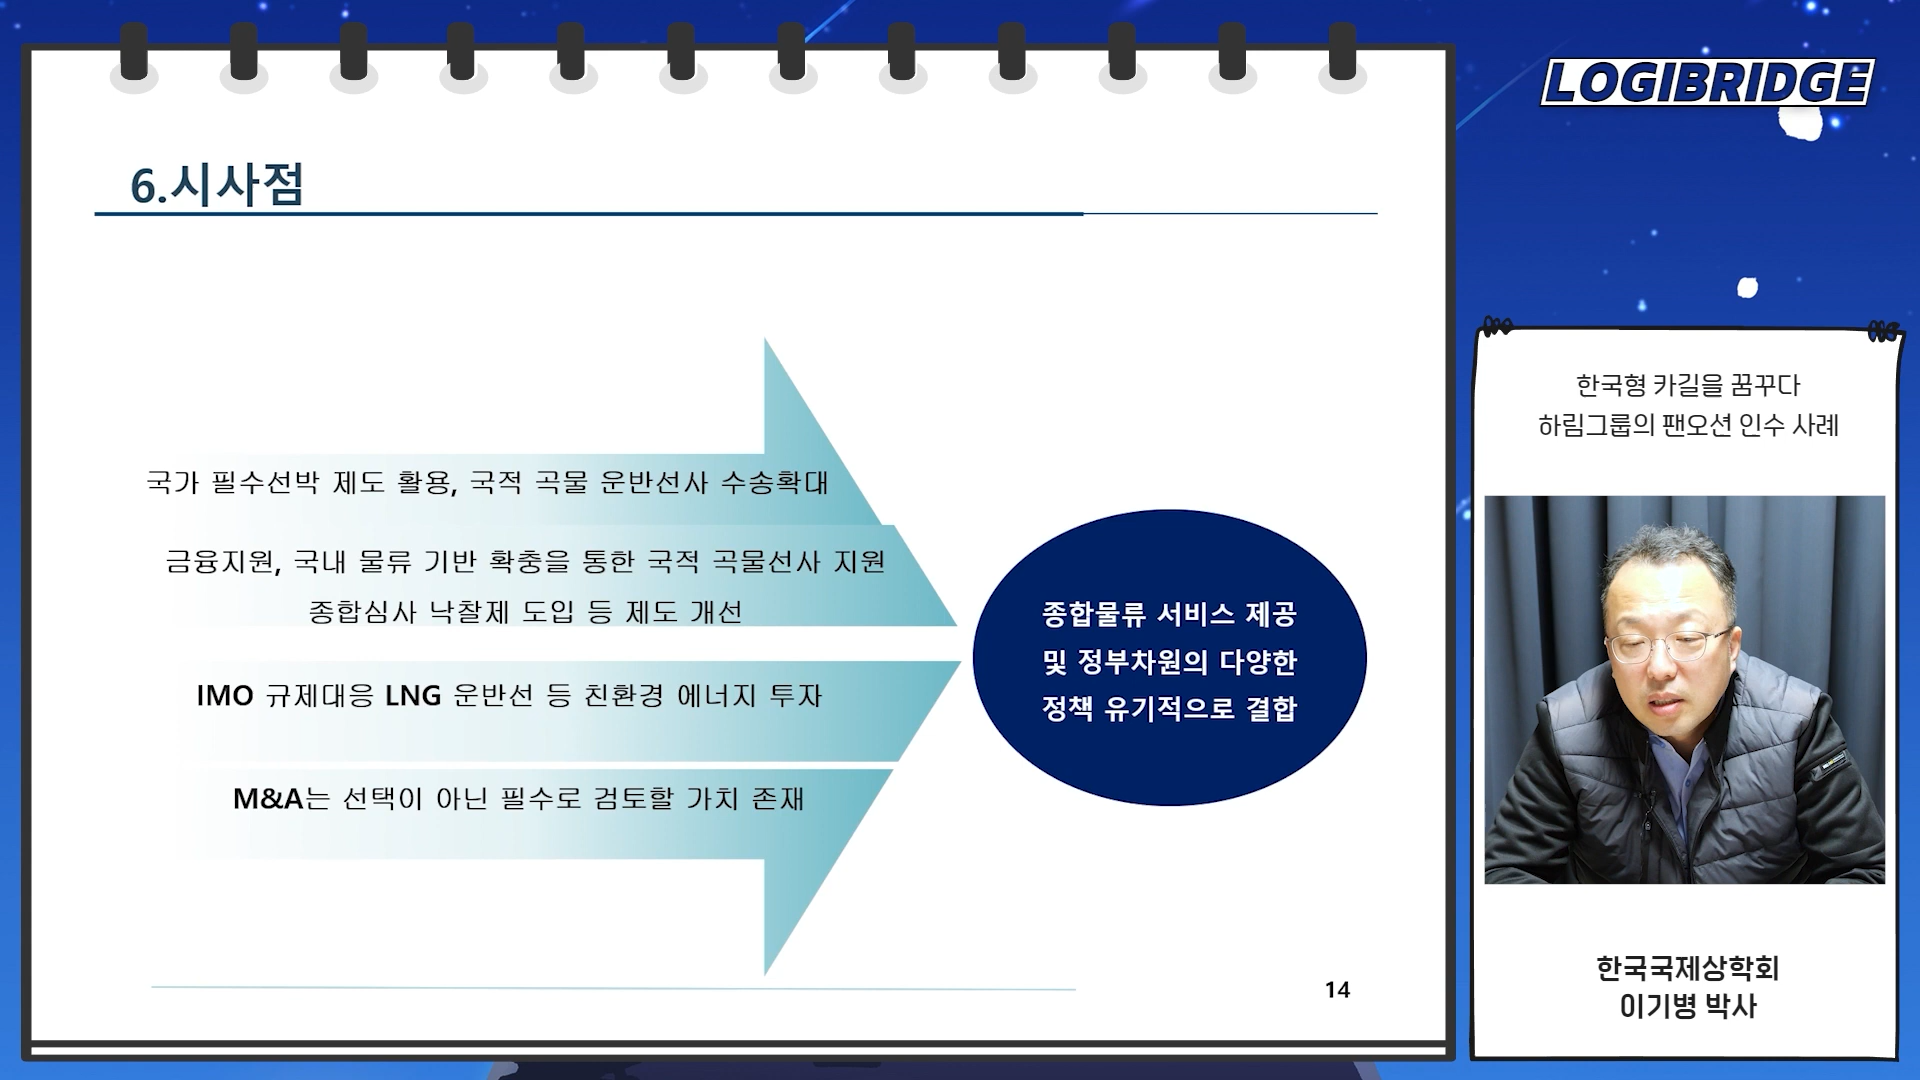 LOGIBRIDGE
6.시사점
국가 필수선박 제도 활용, 국적 곡물 운반선사 수송확대
금융지원, 국내 물류 기반 확충을 통한 국적 곡물선사 지원
종합심사 낙찰제 도입 등 제도 개선
IMO 규제대응 LNG 운반선 등 친환경 에너지 투자
M&A는 선택이 아닌 필수로 검토할 가치 존재
종합물류 서비스 제공
및 정부차원의 다양한
정책 유기적으로 결합
14
한국형 카길을 꿈꾸다
하림그룹의 팬오션 인수 사례
한국국제상학회
이기병 박사